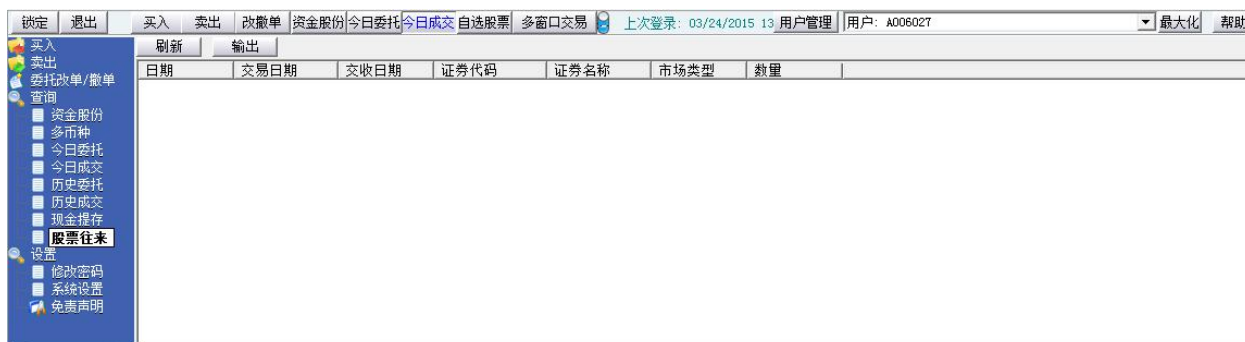 锁定 退出 买入 卖出 改撤单 资金股份 今日委托 今日成交 自选股票 多窗口交易 上次登录: 03/24/2015 13 用户管理 用户: A006027 最大化 帮助
刷新 输出
日期 交易日期 交收日期 证券代码 证券名称 市场类型 数量
买入
卖出
委托改单/撤单
查询
资金股份
多币种
今日委托
今日成交
历史委托
历史成交
现金提存
股票往来
设置
修改密码
系统设置
免责声明